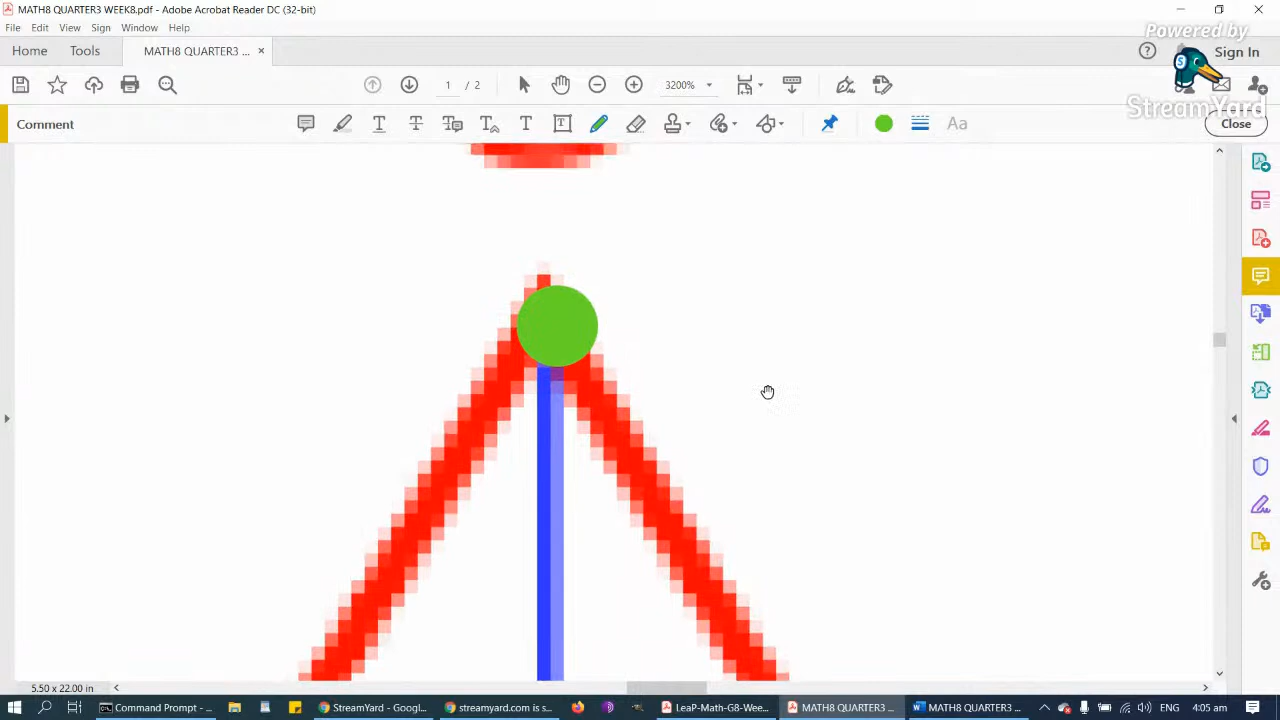 MATH8 QUARTER3 WEEK8.pdf - Adobe Acrobat Reader DC (32-bit)
File Edit View Sign Window Help
Powered by
Home Tools MATH8 QUARTER3 ... × Sign In
1 / 2 3200%
StreamYard
Comment T T T T T Aa Close
5.50 x 22.00 in
Command Prompt - ... StreamYard - Googl... streamyard.com is s... LeaP-Math-G8-Wee... MATH8 QUARTER3 ... MATH8 QUARTER3 ... 4:05 am